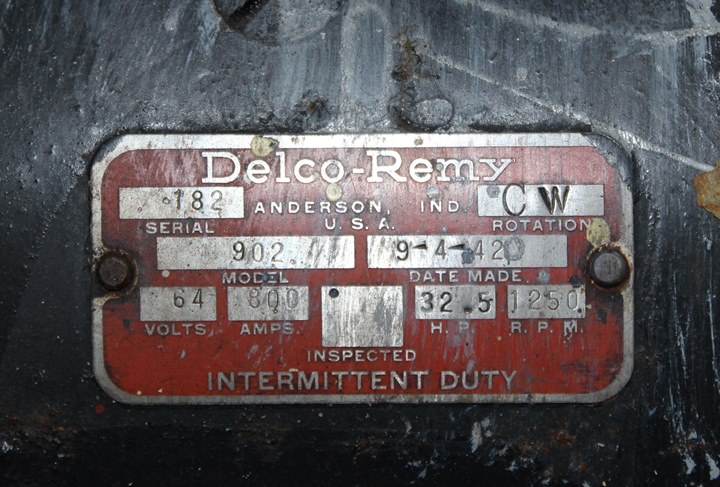 Delco-Remy
182 ANDERSON, IND. CW
SERIAL U.S.A. ROTATION
902 9-4-42
MODEL DATE MADE
64 800 32.5 1250
VOLTS AMPS. H.P. R.P.M.
INSPECTED
INTERMITTENT DUTY